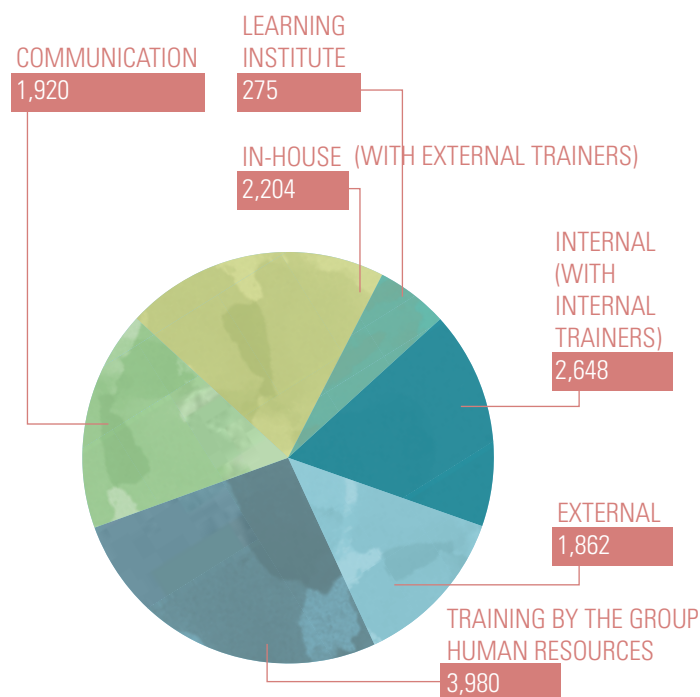 LEARNING
INSTITUTE
275
COMMUNICATION
1,920
IN-HOUSE (WITH EXTERNAL TRAINERS)
2,204
INTERNAL
(WITH
INTERNAL
TRAINERS)
2,648
EXTERNAL
1,862
TRAINING BY THE GROUP
HUMAN RESOURCES
3,980